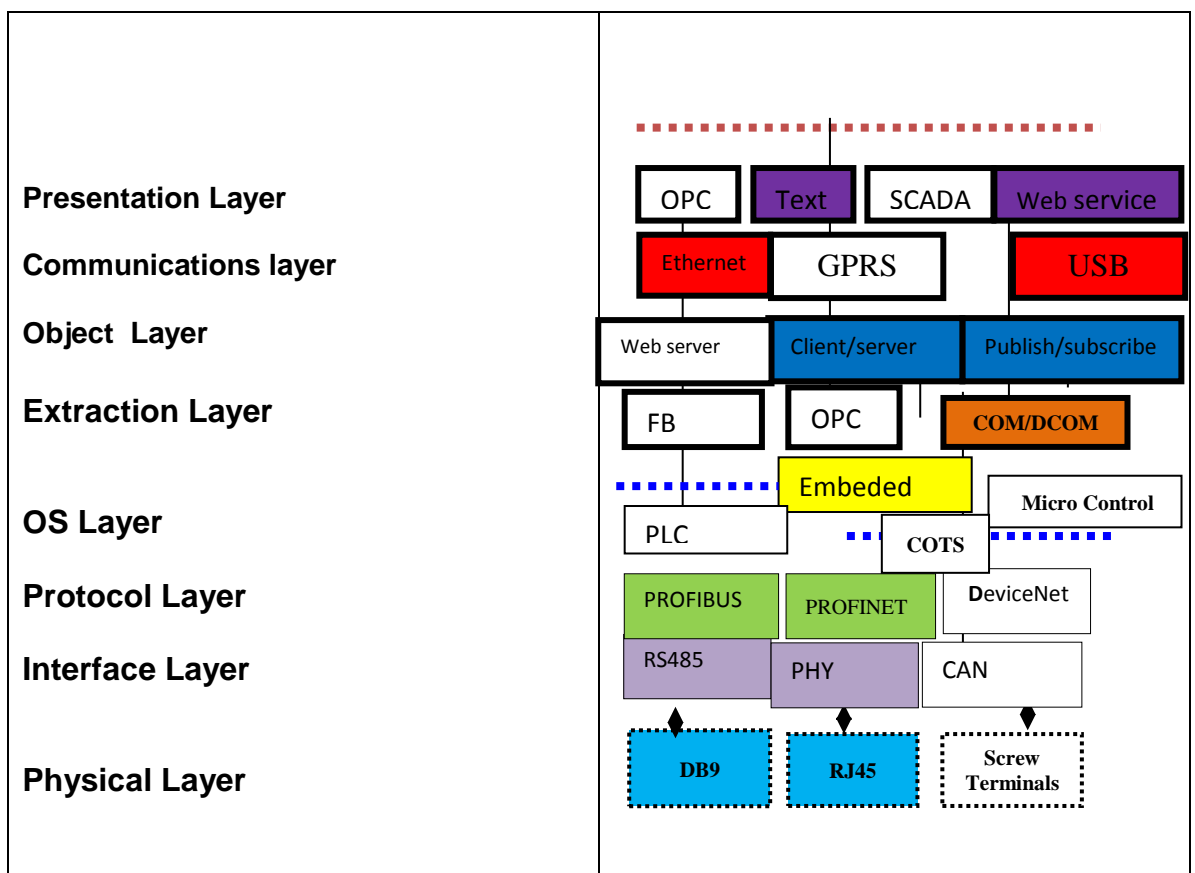 Presentation Layer
OPC
Text
SCADA
Web service
Communications layer
Ethernet
GPRS
USB
Object Layer
Web server
Client/server
Publish/subscribe
Extraction Layer
FB
OPC
COM/DCOM
OS Layer
Embeded
Micro Control
PLC
COTS
Protocol Layer
PROFIBUS
PROFINET
DeviceNet
Interface Layer
RS485
PHY
CAN
Physical Layer
DB9
RJ45
Screw
Terminals